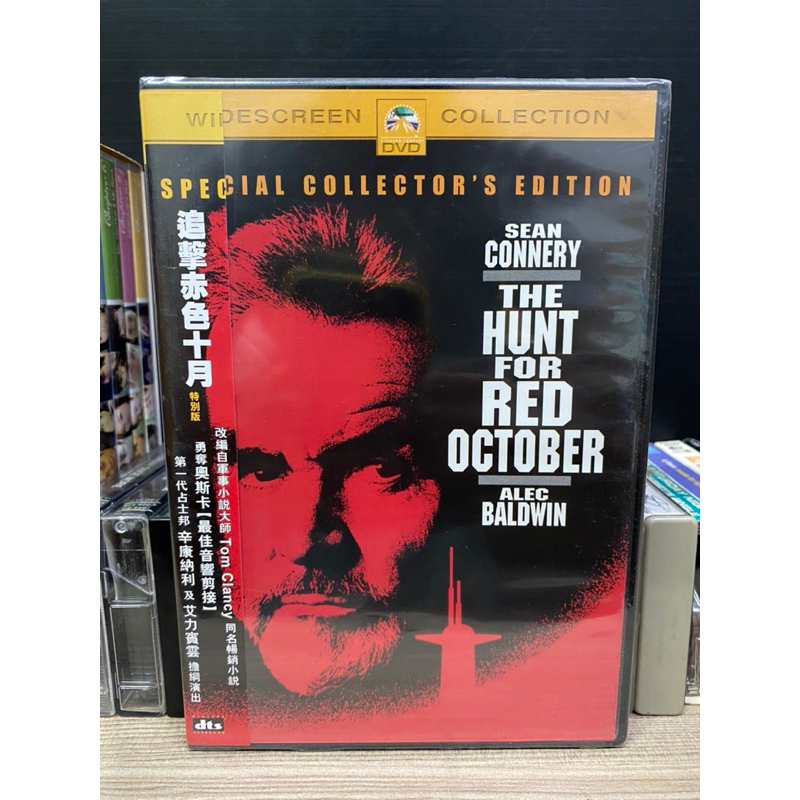 WIDESCREEN COLLECTION
DVD
SPECIAL COLLECTOR'S EDITION
SEAN
CONNERY
THE
HUNT
FOR
RED
OCTOBER
ALEC
BALDWIN
追擊赤色十月
特別版
改編自軍事小說大師 Tom Clancy 同名暢銷小說
勇奪奧斯卡【最佳音響剪接】
第一代占士邦 辛康納利 及 艾力賓雲 擔綱演出
dts